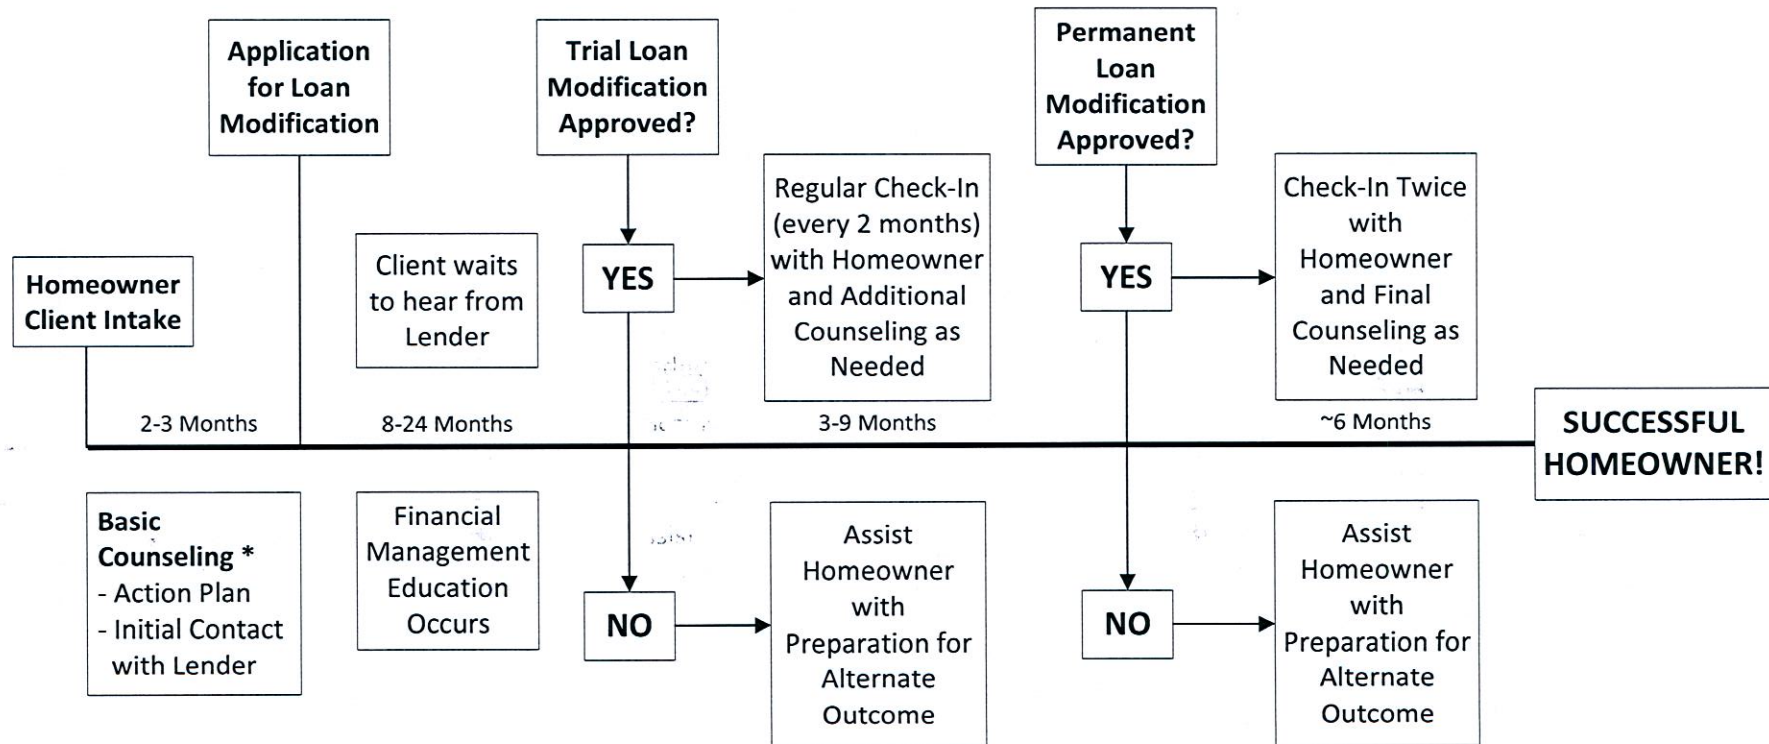 Application
for Loan
Modification
Trial Loan
Modification
Approved?
Permanent
Loan
Modification
Approved?
Homeowner
Client Intake
Client waits
to hear from
Lender
YES
Regular Check-In
(every 2 months)
with Homeowner
and Additional
Counseling as
Needed
YES
Check-In Twice
with
Homeowner
and Final
Counseling as
Needed
2-3 Months
8-24 Months
3-9 Months
~6 Months
SUCCESSFUL
HOMEOWNER!
Basic
Counseling *
- Action Plan
- Initial Contact
with Lender
Financial
Management
Education
Occurs
NO
Assist
Homeowner
with
Preparation for
Alternate
Outcome
NO
Assist
Homeowner
with
Preparation for
Alternate
Outcome